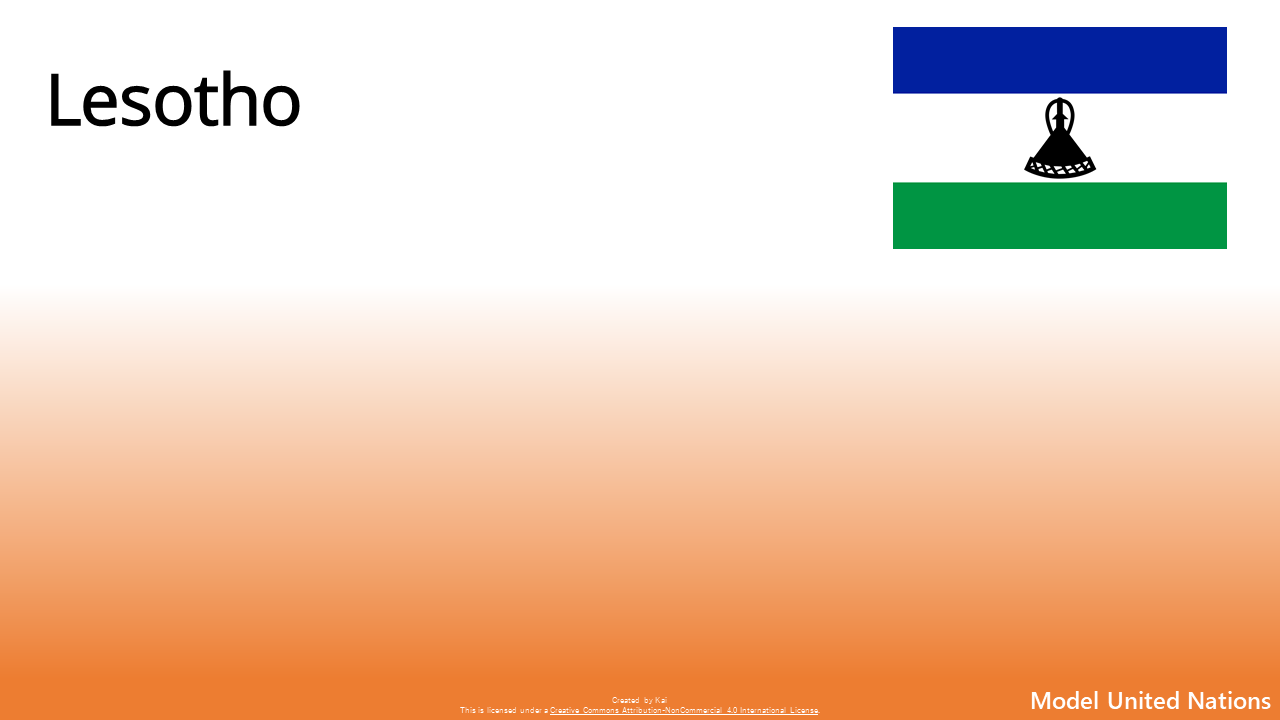 Lesotho
Created by Kai
This is licensed under a Creative Commons Attribution-NonCommercial 4.0 International License.
Model United Nations